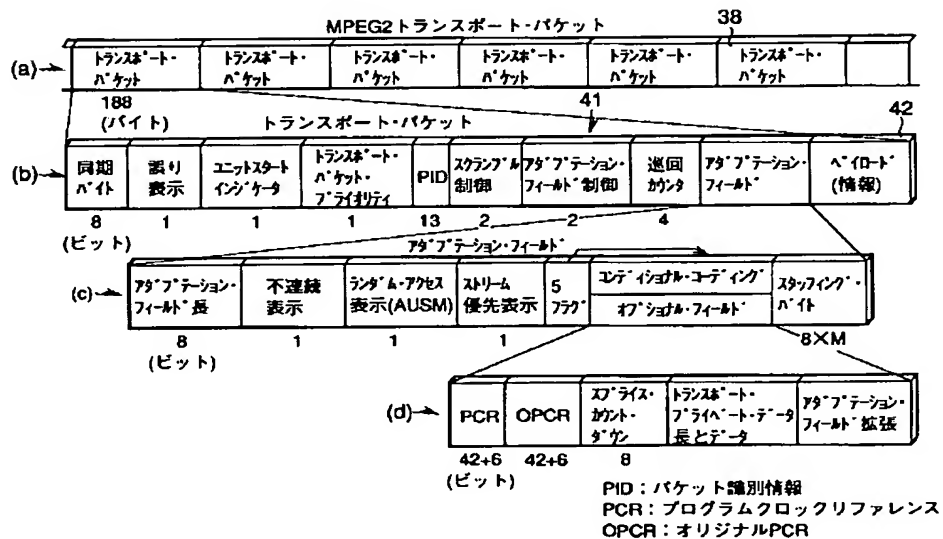 MPEG2トランスポート・パケット
38
(a) トランスポート・パケット トランスポート・パケット トランスポート・パケット トランスポート・パケット トランスポート・パケット トランスポート・パケット
188
(バイト)
トランスポート・パケット
41
42
(b) 同期バイト 誤り表示 ユニットスタートインジケータ トランスポート・パケット・プライオリティ PID スクランブル制御 アダプテーション・フィールド制御 巡回カウンタ アダプテーション・フィールド ペイロード(情報)
8 1 1 1 13 2 2 4
(ビット)
アダプテーション・フィールド
(c) アダプテーション・フィールド長 不連続表示 ランダム・アクセス表示(AUSM) ストリーム優先表示 5フラグ コンディショナル・コーディング オプショナル・フィールド スタッフィング・バイト
8 1 1 1 8×M
(ビット)
(d) PCR OPCR スプライス・カウント・ダウン トランスポート・プライベート・データ長とデータ アダプテーション・フィールド拡張
42+6 42+6 8
(ビット)
PID：パケット識別情報
PCR：プログラムクロックリファレンス
OPCR：オリジナルPCR